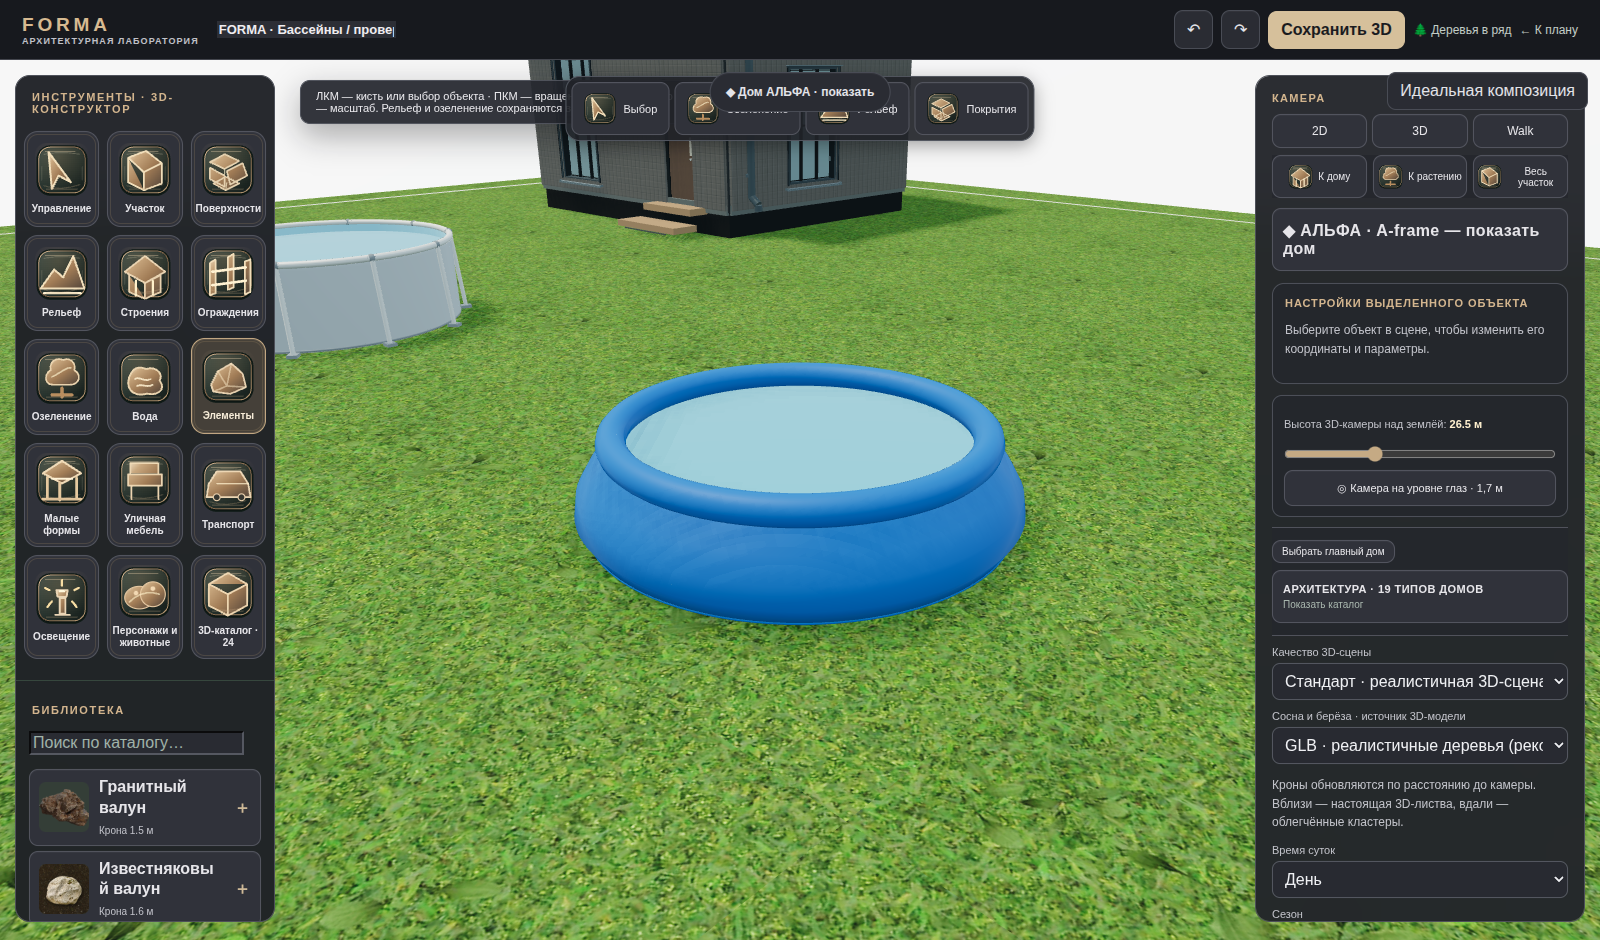 FORMA
АРХИТЕКТУРНАЯ ЛАБОРАТОРИЯ
FORMA · Бассейны / прове
↶
↷
Сохранить 3D
🌲 Деревья в ряд
← К плану
ИНСТРУМЕНТЫ · 3D-
КОНСТРУКТОР
Управление
Участок
Поверхности
Рельеф
Строения
Ограждения
Озеленение
Вода
Элементы
Малые
формы
Уличная
мебель
Транспорт
Освещение
Персонажи и
животные
3D-каталог ·
24
БИБЛИОТЕКА
Поиск по каталогу…
Гранитный
валун
Крона 1.5 м
+
Известняковы
й валун
Крона 1.6 м
+
ЛКМ — кисть или выбор объекта · ПКМ — враще
— масштаб. Рельеф и озеленение сохраняются
Выбор
◆ Дом АЛЬФА · показать
Покрытия
КАМЕРА
Идеальная композиция
2D
3D
Walk
К дому
К растению
Весь
участок
◆ АЛЬФА · A-frame — показать
дом
НАСТРОЙКИ ВЫДЕЛЕННОГО ОБЪЕКТА
Выберите объект в сцене, чтобы изменить его
координаты и параметры.
Высота 3D-камеры над землёй: 26.5 м
◎ Камера на уровне глаз · 1,7 м
Выбрать главный дом
АРХИТЕКТУРА · 19 ТИПОВ ДОМОВ
Показать каталог
Качество 3D-сцены
Стандарт · реалистичная 3D-сцена
Сосна и берёза · источник 3D-модели
GLB · реалистичные деревья (реко
Кроны обновляются по расстоянию до камеры.
Вблизи — настоящая 3D-листва, вдали —
облегчённые кластеры.
Время суток
День
Сезон